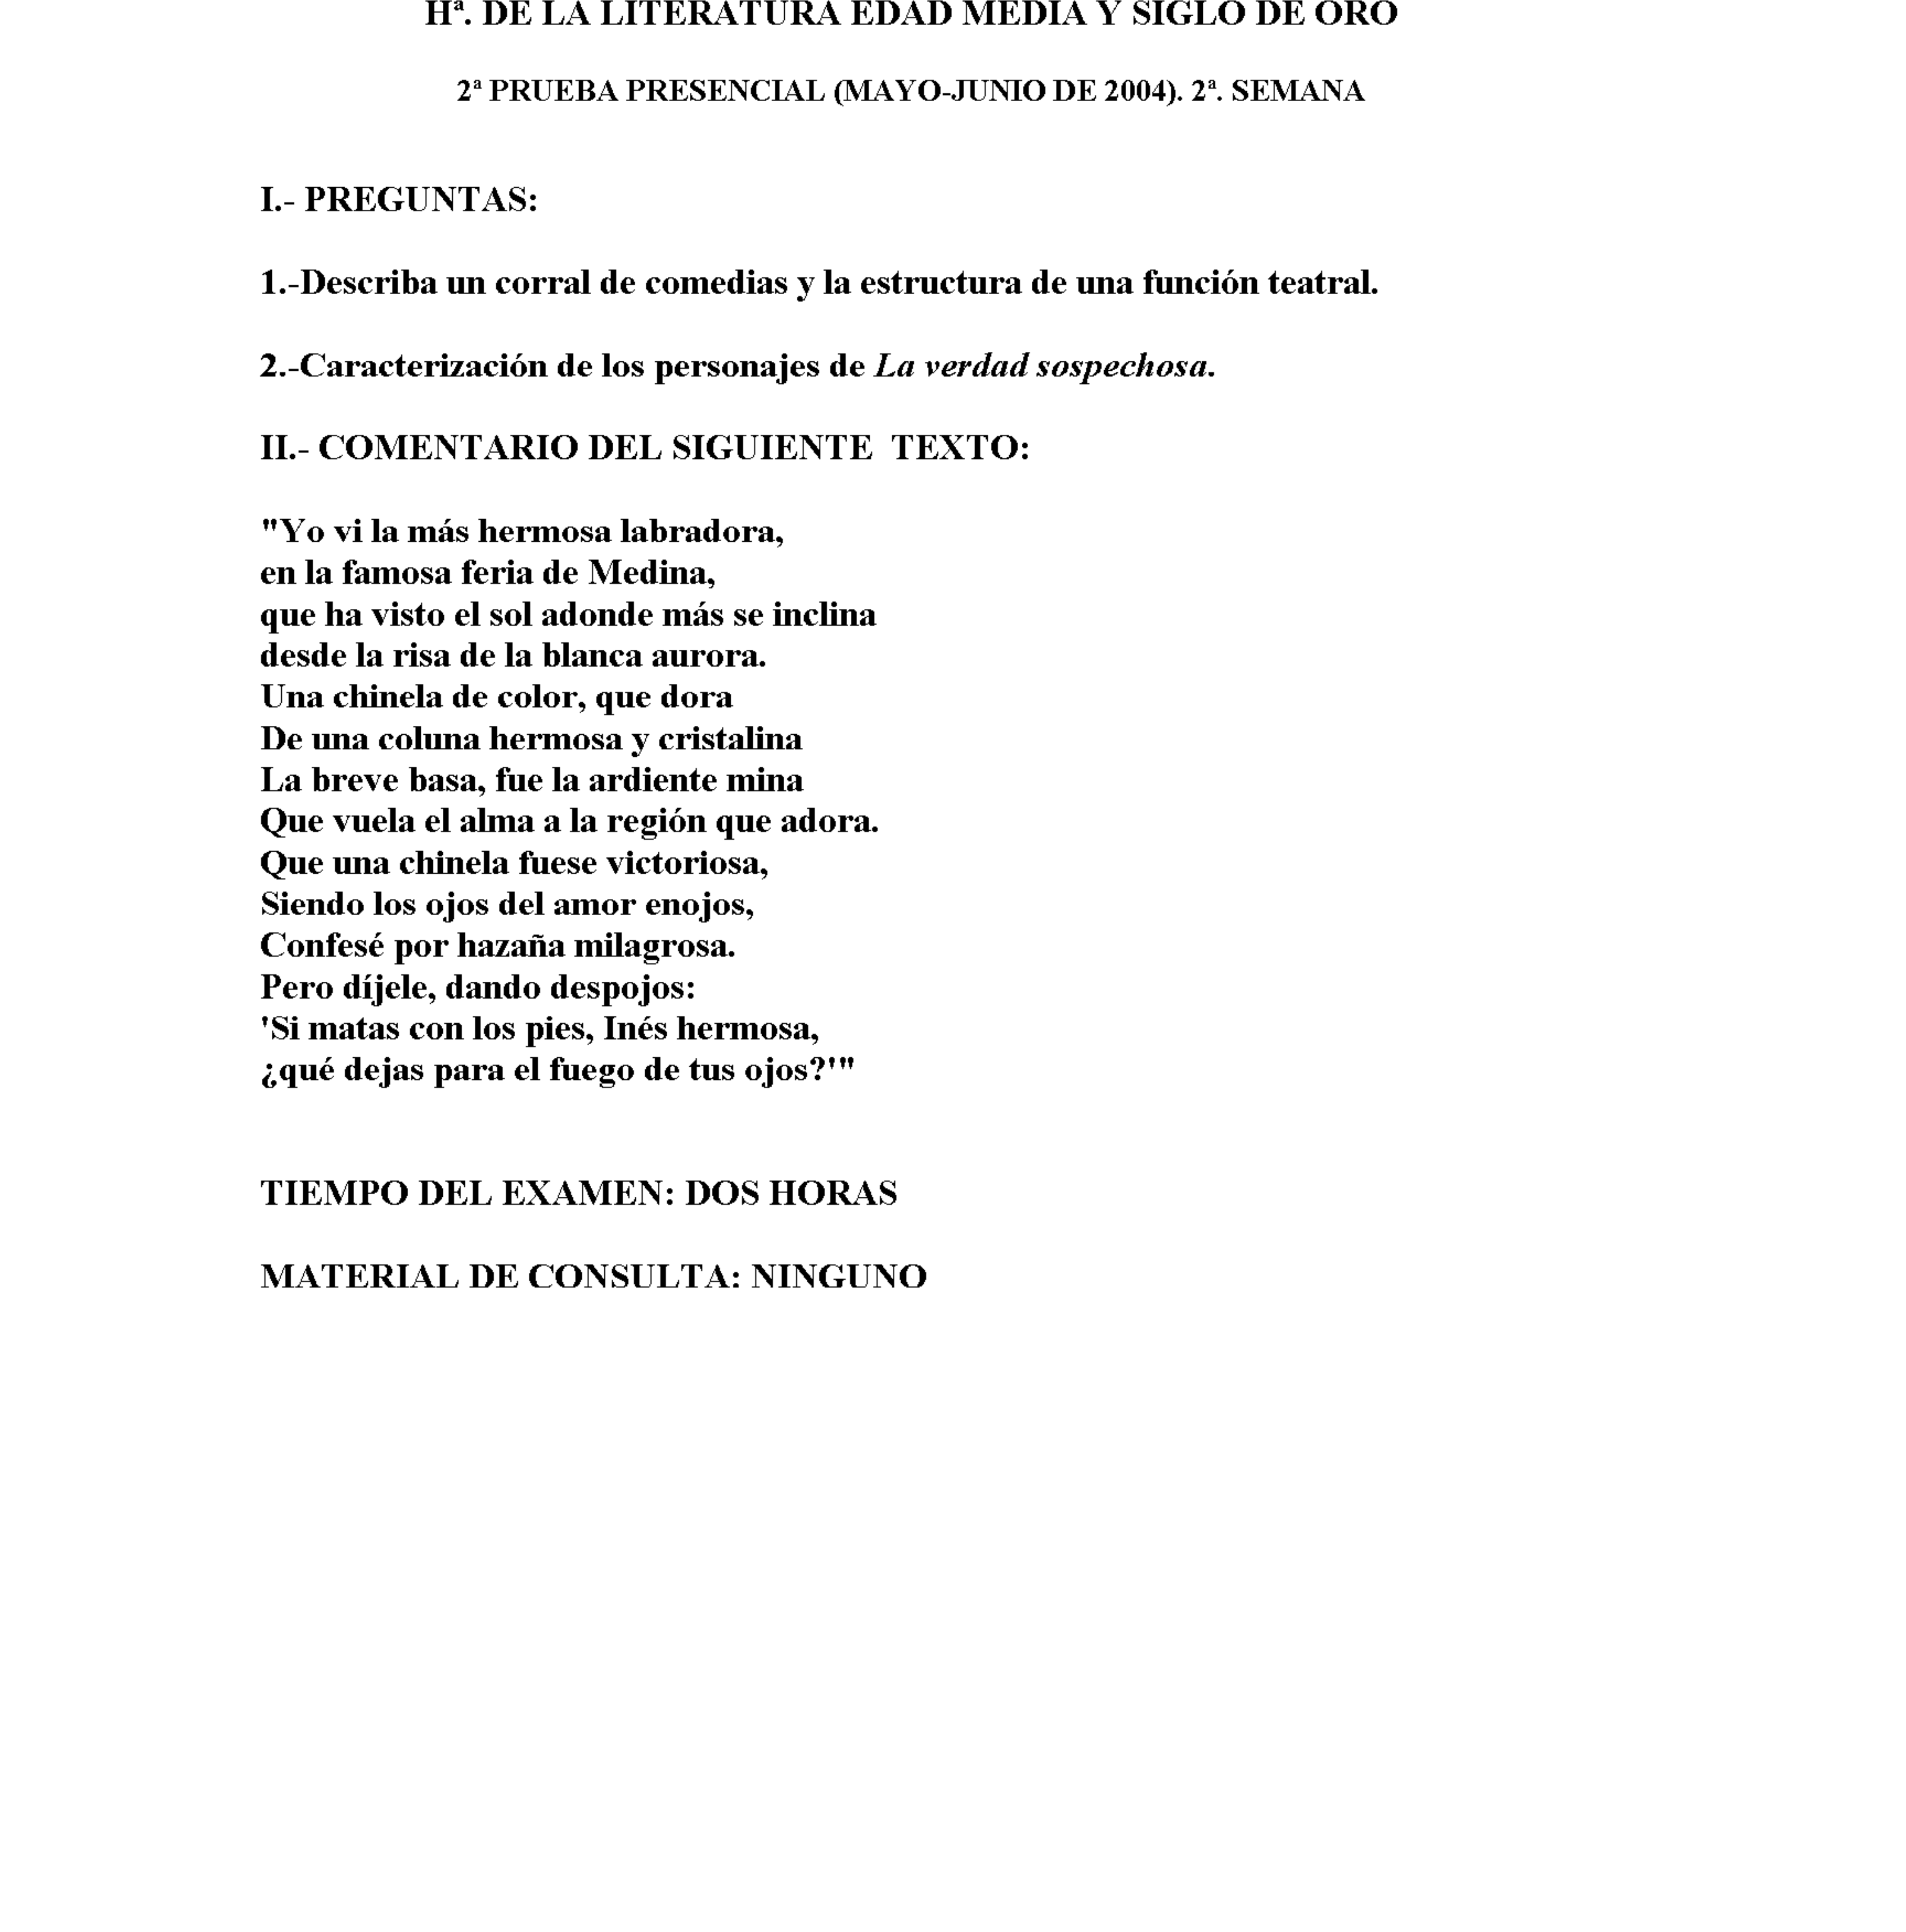 Hª. DE LA LITERATURA EDAD MEDIA Y SIGLO DE ORO
2ª PRUEBA PRESENCIAL (MAYO-JUNIO DE 2004). 2ª. SEMANA
I.- PREGUNTAS:
1.-Describa un corral de comedias y la estructura de una función teatral.
2.-Caracterización de los personajes de La verdad sospechosa.
II.- COMENTARIO DEL SIGUIENTE TEXTO:
"Yo vi la más hermosa labradora,
en la famosa feria de Medina,
que ha visto el sol adonde más se inclina
desde la risa de la blanca aurora.
Una chinela de color, que dora
De una coluna hermosa y cristalina
La breve basa, fue la ardiente mina
Que vuela el alma a la región que adora.
Que una chinela fuese victoriosa,
Siendo los ojos del amor enojos,
Confesé por hazaña milagrosa.
Pero díjele, dando despojos:
'Si matas con los pies, Inés hermosa,
¿qué dejas para el fuego de tus ojos?'"
TIEMPO DEL EXAMEN: DOS HORAS
MATERIAL DE CONSULTA: NINGUNO